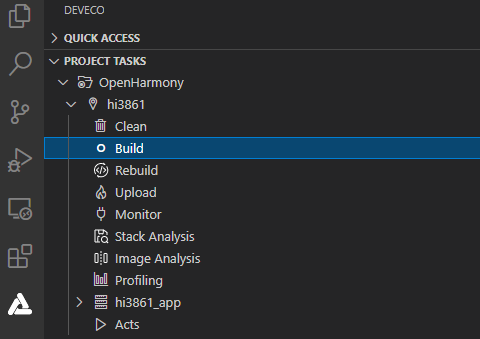 DEVECO
QUICK ACCESS
PROJECT TASKS
OpenHarmony
hi3861
Clean
Build
Rebuild
Upload
Monitor
Stack Analysis
Image Analysis
Profiling
hi3861_app
Acts